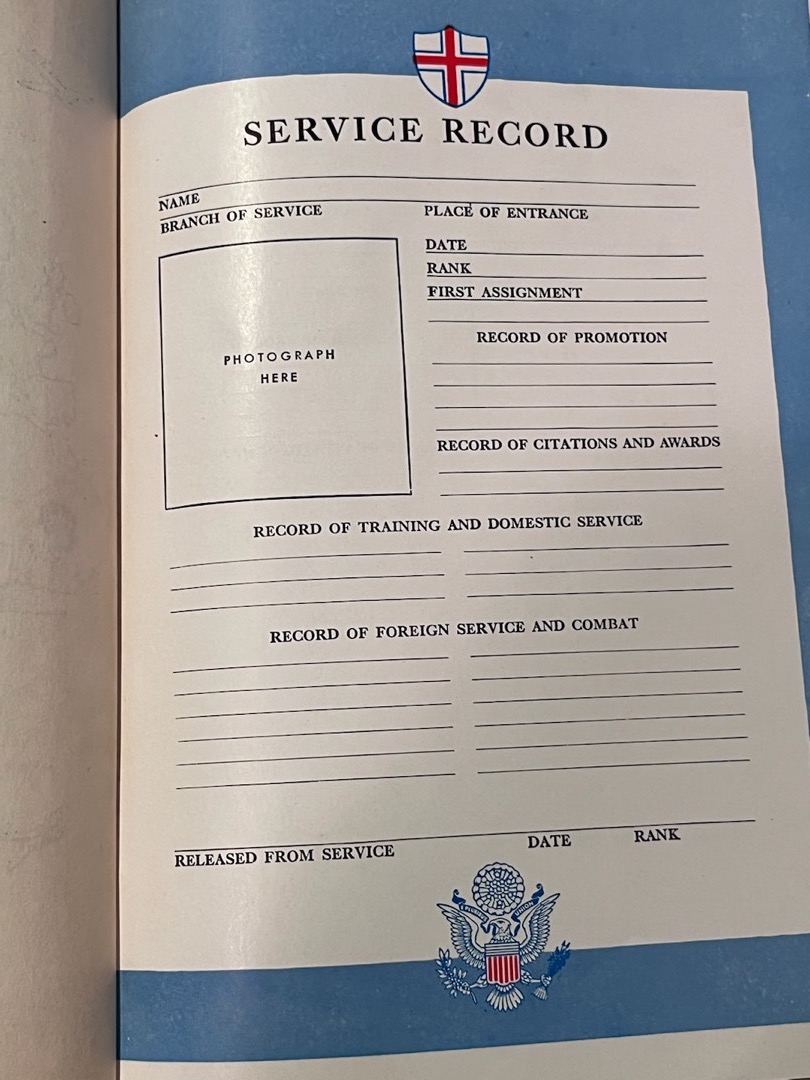 SERVICE RECORD
NAME
BRANCH OF SERVICE
PLACE OF ENTRANCE
DATE
RANK
FIRST ASSIGNMENT
PHOTOGRAPH
HERE
RECORD OF PROMOTION
RECORD OF CITATIONS AND AWARDS
RECORD OF TRAINING AND DOMESTIC SERVICE
RECORD OF FOREIGN SERVICE AND COMBAT
RELEASED FROM SERVICE DATE RANK